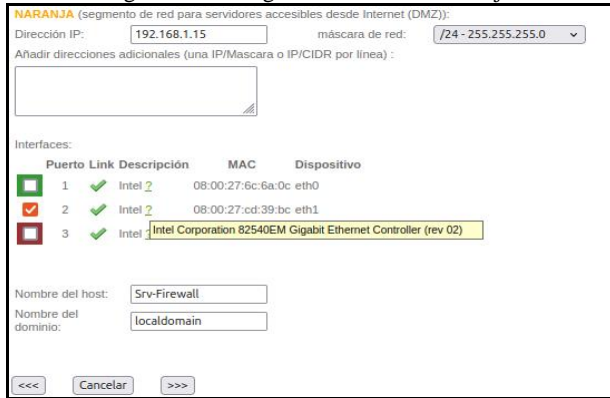 NARANJA (segmento de red para servidores accesibles desde Internet (DMZ)):
Dirección IP: 192.168.1.15 máscara de red: /24 - 255.255.255.0
Añadir direcciones adicionales (una IP/Mascara o IP/CIDR por línea) :
Interfaces:
Puerto Link Descripción MAC Dispositivo
1 Intel ? 08:00:27:6c:6a:0c eth0
2 Intel ? 08:00:27:cd:39:bc eth1
3 Intel ?
Intel Corporation 82540EM Gigabit Ethernet Controller (rev 02)
Nombre del host: Srv-Firewall
Nombre del dominio: localdomain
<<< Cancelar >>>